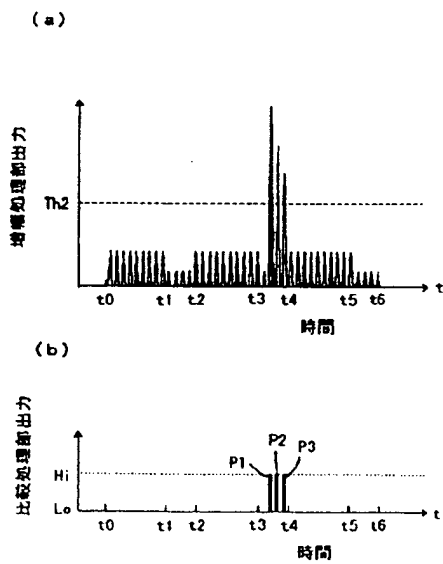 (a)
増幅処理部出力
Th2
t0 t1 t2 t3 t4 t5 t6 t
時間
(b)
比較処理部出力
P1 P2 P3
Hi
Lo
t0 t1 t2 t3 t4 t5 t6 t
時間